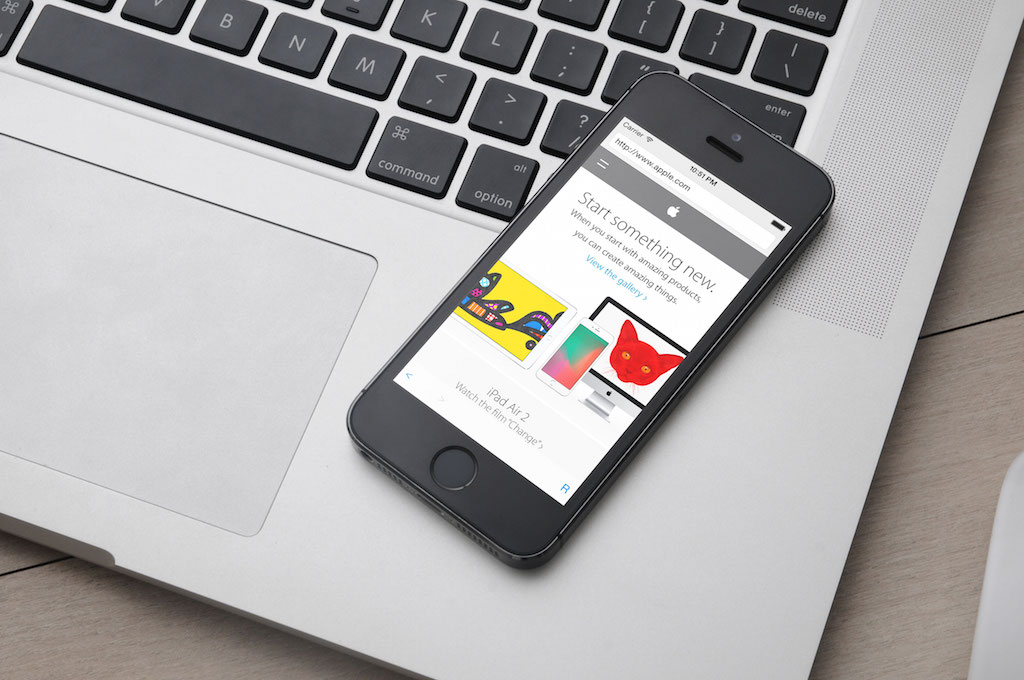 V
B
N
M
K
L
{
[
}
]
delete
:
;
"
|
\
<
,
>
.
?
/
enter
⌘
command
alt
option
⌘
Carrier
10:51 PM
http://www.apple.com
Start something new.
When you start with amazing products,
you can create amazing things.
View the gallery ›
iPad Air 2
Watch the film "Change" ›
<
>
R